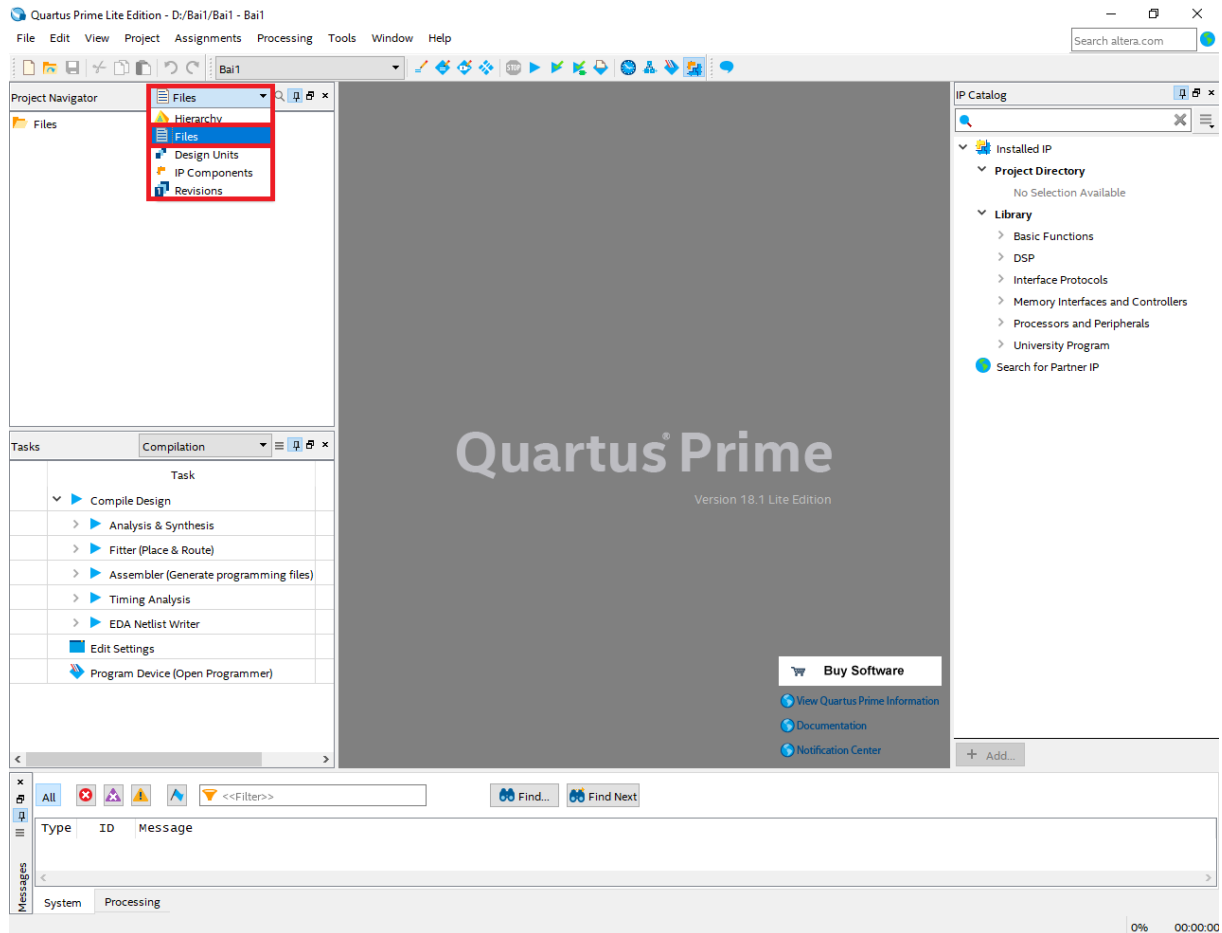 Quartus Prime Lite Edition - D:/Bai1/Bai1 - Bai1
File Edit View Project Assignments Processing Tools Window Help
Search altera.com
STOP
Bai1
Project Navigator
Files
Files
Hierarchy
Files
Design Units
IP Components
Revisions
IP Catalog
Installed IP
Project Directory
No Selection Available
Library
Basic Functions
DSP
Interface Protocols
Memory Interfaces and Controllers
Processors and Peripherals
University Program
Search for Partner IP
+ Add...
Tasks
Compilation
Task
Compile Design
Analysis & Synthesis
Fitter (Place & Route)
Assembler (Generate programming files)
Timing Analysis
EDA Netlist Writer
Edit Settings
Program Device (Open Programmer)
Quartus® Prime
Version 18.1 Lite Edition
Buy Software
View Quartus Prime Information
Documentation
Notification Center
All
<<Filter>>
Find...
Find Next
Type ID Message
Messages
System Processing
0% 00:00:00